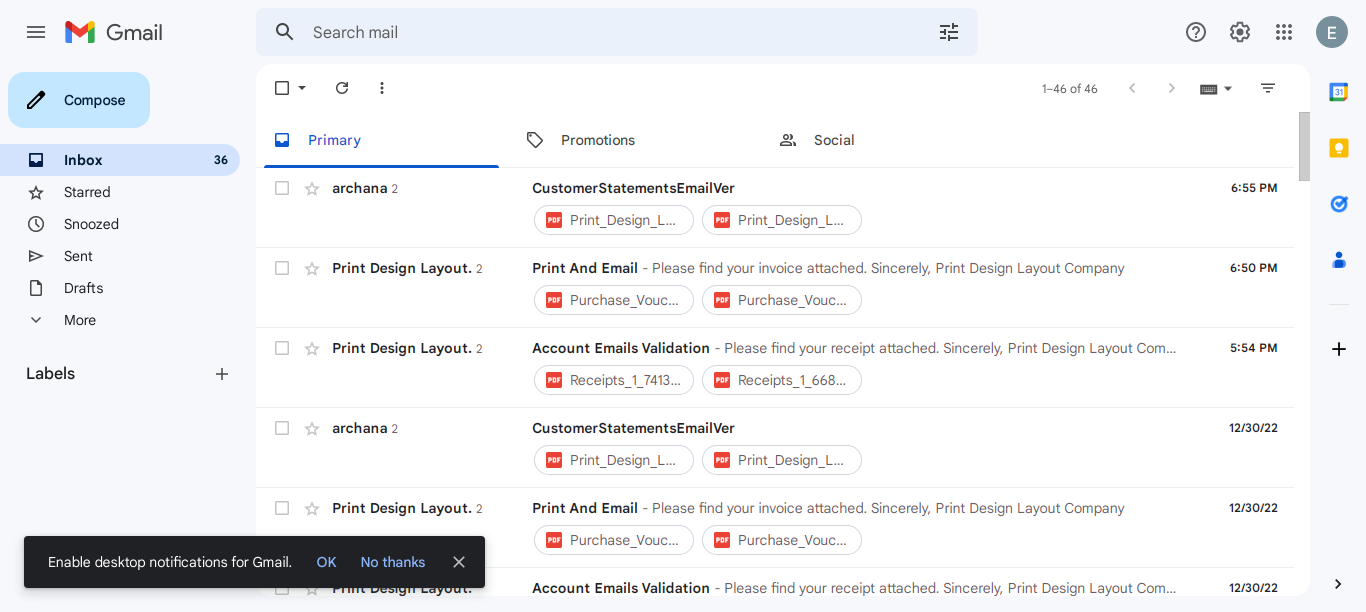 Gmail
Search mail
E
Compose
1–46 of 46
31
Primary
Promotions
Social
Inbox 36
Starred
Snoozed
Sent
Drafts
More
Labels
archana 2 CustomerStatementsEmailVer 6:55 PM
PDF Print_Design_L... PDF Print_Design_L...
Print Design Layout. 2 Print And Email - Please find your invoice attached. Sincerely, Print Design Layout Company 6:50 PM
PDF Purchase_Vouc... PDF Purchase_Vouc...
Print Design Layout. 2 Account Emails Validation - Please find your receipt attached. Sincerely, Print Design Layout Com... 5:54 PM
PDF Receipts_1_7413... PDF Receipts_1_668...
archana 2 CustomerStatementsEmailVer 12/30/22
PDF Print_Design_L... PDF Print_Design_L...
Print Design Layout. 2 Print And Email - Please find your invoice attached. Sincerely, Print Design Layout Company 12/30/22
PDF Purchase_Vouc... PDF Purchase_Vouc...
Print Design Layout. Account Emails Validation - Please find your receipt attached. Sincerely, Print Design Layout Com... 12/30/22
Enable desktop notifications for Gmail. OK No thanks